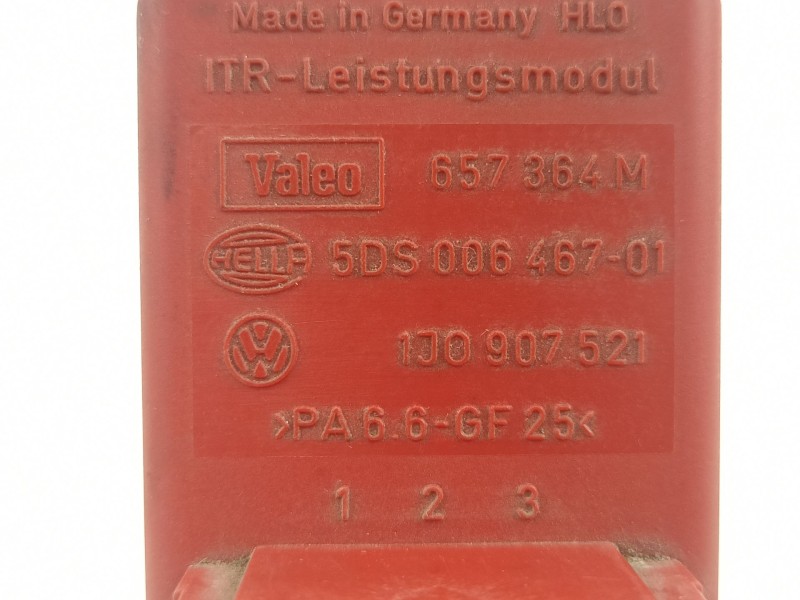 Made in Germany HLO
ITR-Leistungsmodul
Valeo 657 364 M
HELLA 5DS 006 467-01
VW 1J0 907 521
>PA 6.6-GF 25<
1 2 3